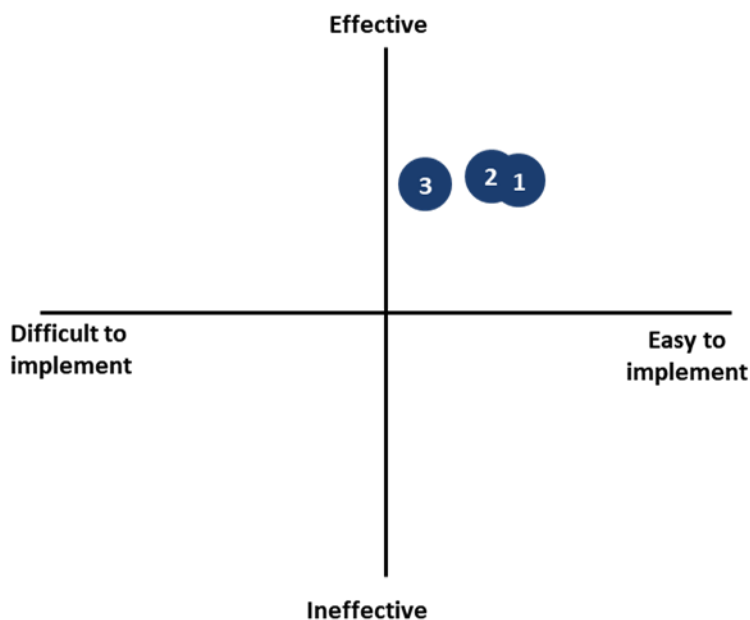 Effective
3 2 1
Difficult to
implement
Easy to
implement
Ineffective